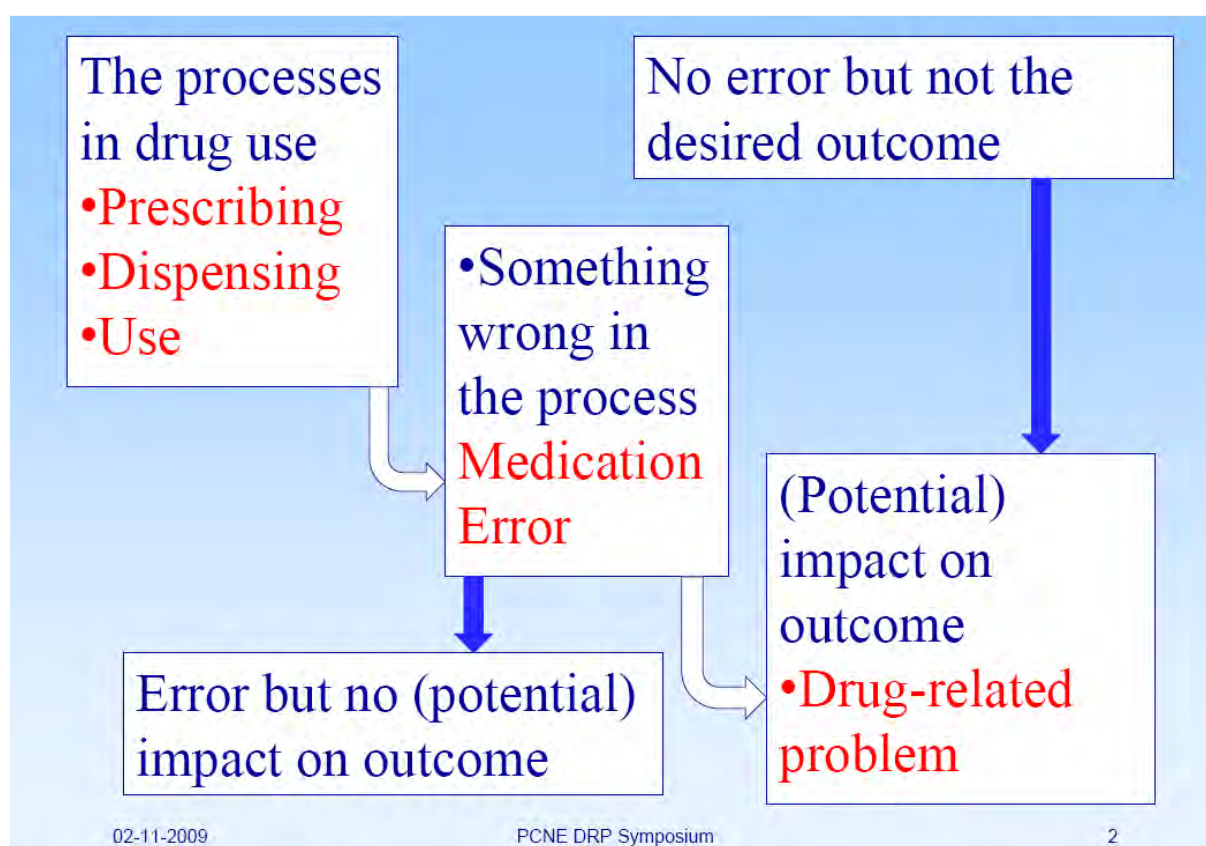 The processes
in drug use
•Prescribing
•Dispensing
•Use
No error but not the
desired outcome
•Something
wrong in
the process
Medication
Error
(Potential)
impact on
outcome
•Drug-related
problem
Error but no (potential)
impact on outcome
02-11-2009
PCNE DRP Symposium
2